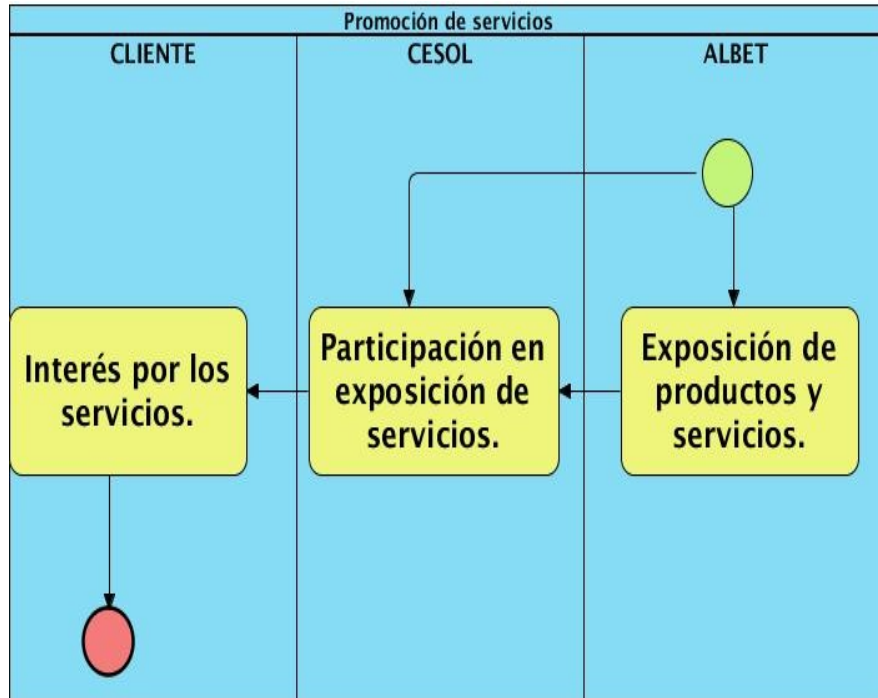 Promoción de servicios
CLIENTE
CESOL
ALBET
Interés por los
servicios.
Participación en
exposición de
servicios.
Exposición de
productos y
servicios.